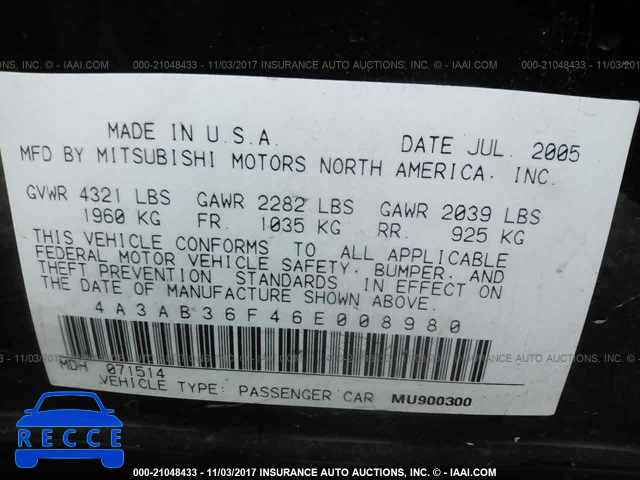 000-21048433 - 11/03/2017 INSURANCE AUTO AUCTIONS, INC. - © IAAI.COM
MADE IN U.S.A. DATE JUL. 2005
MFD BY MITSUBISHI MOTORS NORTH AMERICA. INC.
GVWR 4321 LBS GAWR 2282 LBS GAWR 2039 LBS
1960 KG FR. 1035 KG RR. 925 KG
THIS VEHICLE CONFORMS TO ALL APPLICABLE
FEDERAL MOTOR VEHICLE SAFETY, BUMPER, AND
THEFT PREVENTION STANDARDS IN EFFECT ON
THE DATE OF MANUFACTURE SHOWN ABOVE.
4A3AB36F46E008980
MDH 071514
VEHICLE TYPE: PASSENGER CAR MU900300
RECCE
000-21048433 - 11/03/2017 INSURANCE AUTO AUCTIONS, INC. - © IAAI.COM